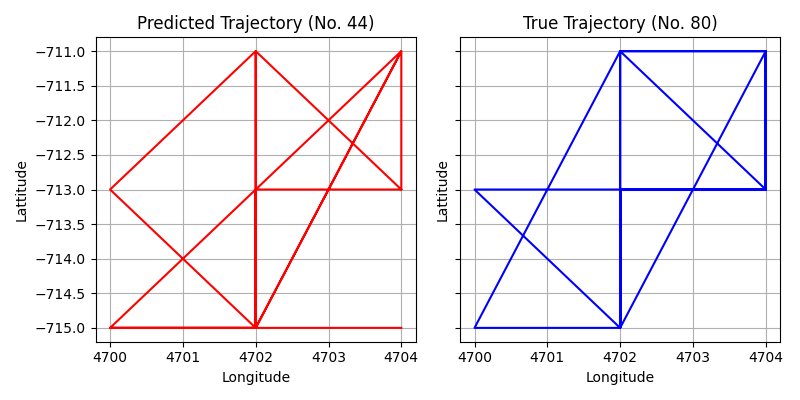 Predicted Trajectory (No. 44)
True Trajectory (No. 80)
−711.0
−711.5
−712.0
−712.5
−713.0
−713.5
−714.0
−714.5
−715.0
Lattitude
Lattitude
4700 4701 4702 4703 4704
4700 4701 4702 4703 4704
Longitude
Longitude